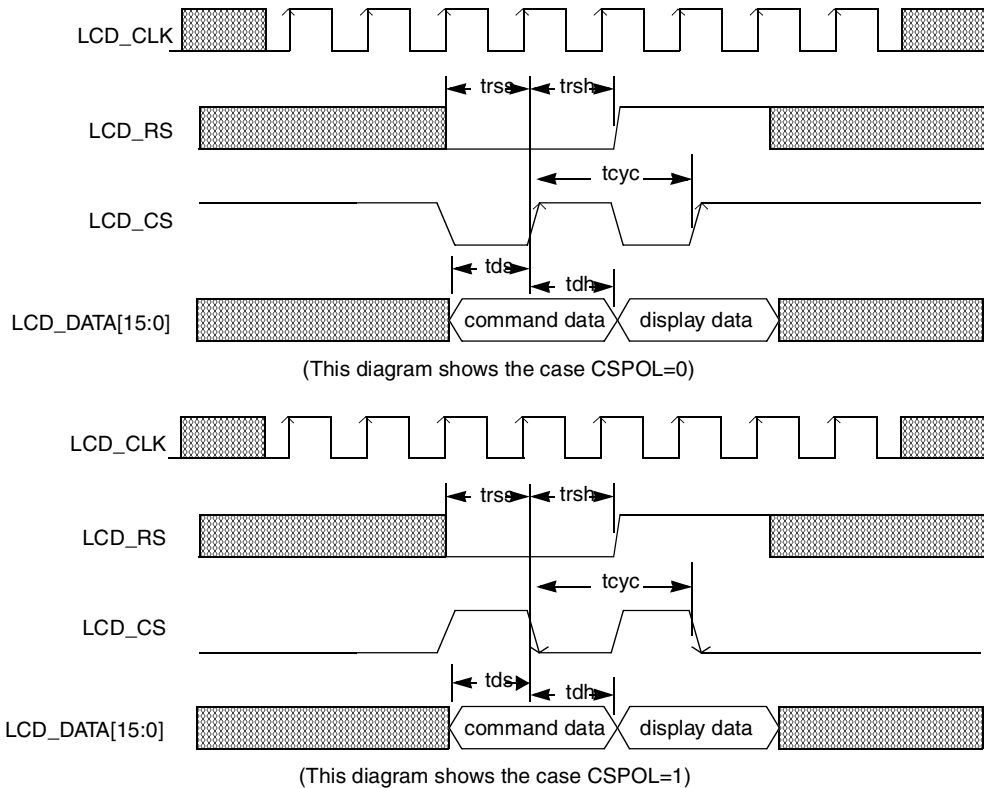 LCD_CLK
trss
trsh
LCD_RS
tcyc
LCD_CS
tds
tdh
LCD_DATA[15:0]
command data
display data
(This diagram shows the case CSPOL=0)
LCD_CLK
trss
trsh
LCD_RS
tcyc
LCD_CS
tds
tdh
LCD_DATA[15:0]
command data
display data
(This diagram shows the case CSPOL=1)